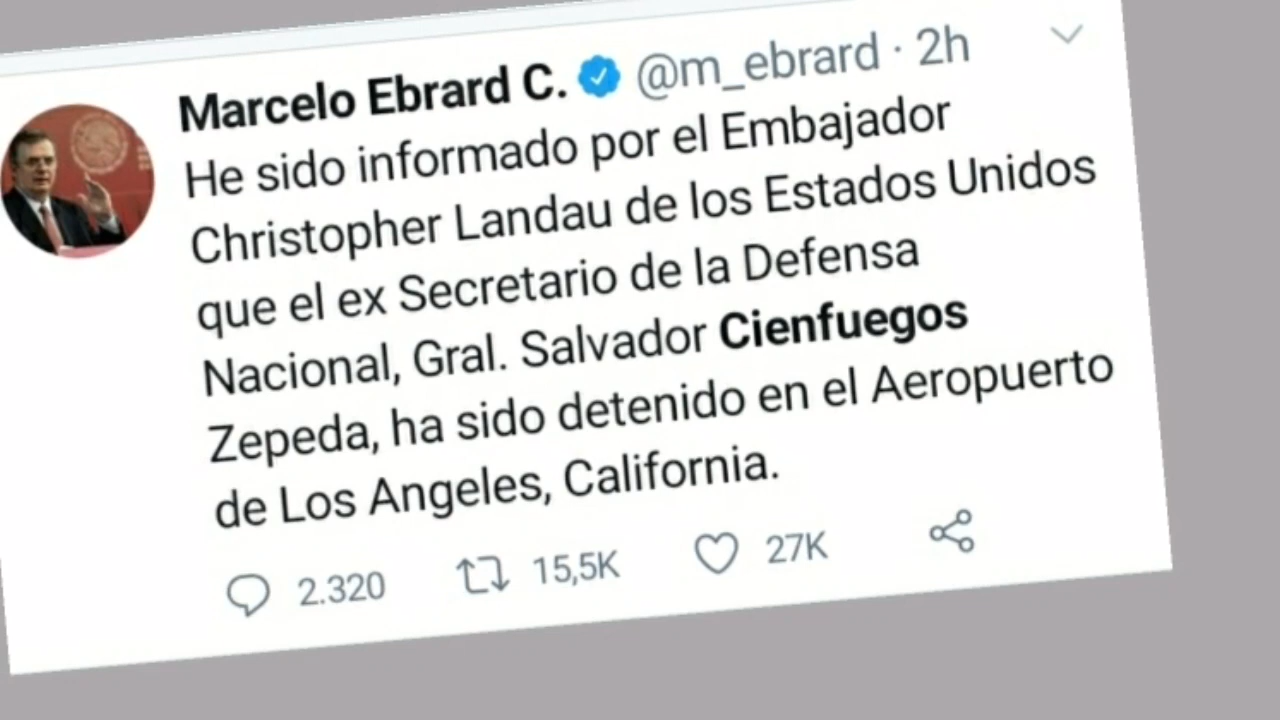 Marcelo Ebrard C. @m_ebrard · 2h
He sido informado por el Embajador
Christopher Landau de los Estados Unidos
que el ex Secretario de la Defensa
Nacional, Gral. Salvador Cienfuegos
Zepeda, ha sido detenido en el Aeropuerto
de Los Angeles, California.
2.320 15,5K 27K